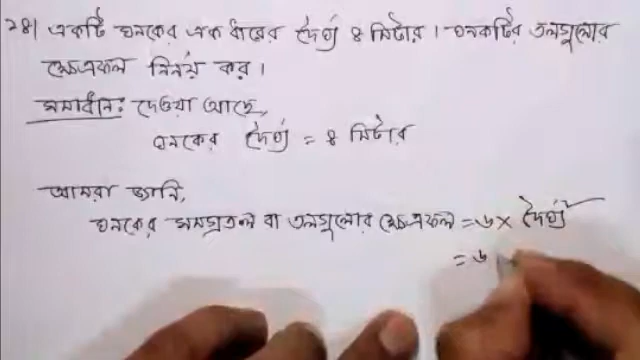 ২৪। একটি ঘনকের এক ধারের দৈর্ঘ্য ৪ মিটার। ঘনকটির তলগুলোর
ক্ষেত্রফল নির্নয় কর।
সমাধান: দেওয়া আছে,
ঘনকের দৈর্ঘ্য = ৪ মিটার
আমরা জানি,
ঘনকের সমগ্রতল বা তলগুলোর ক্ষেত্রফল = ৬ × দৈর্ঘ্য²
= ৬